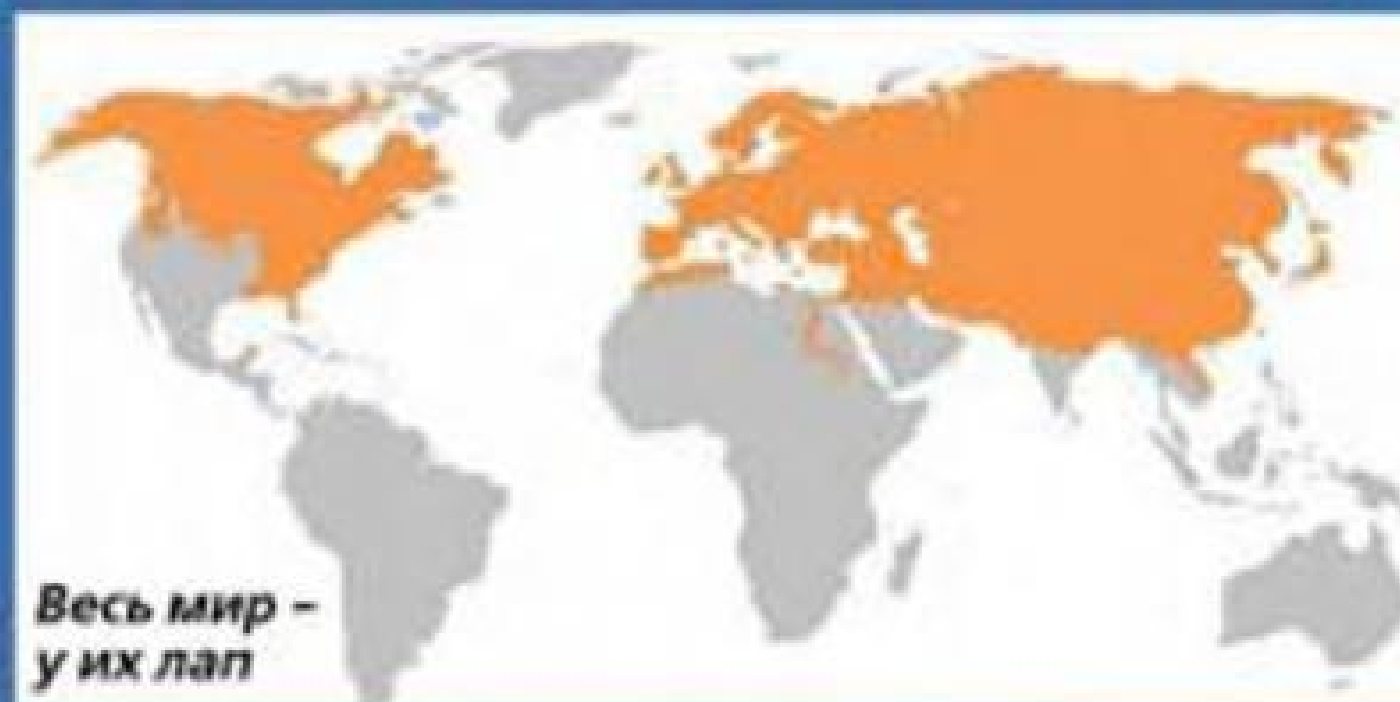 Весь мир –
у их лап